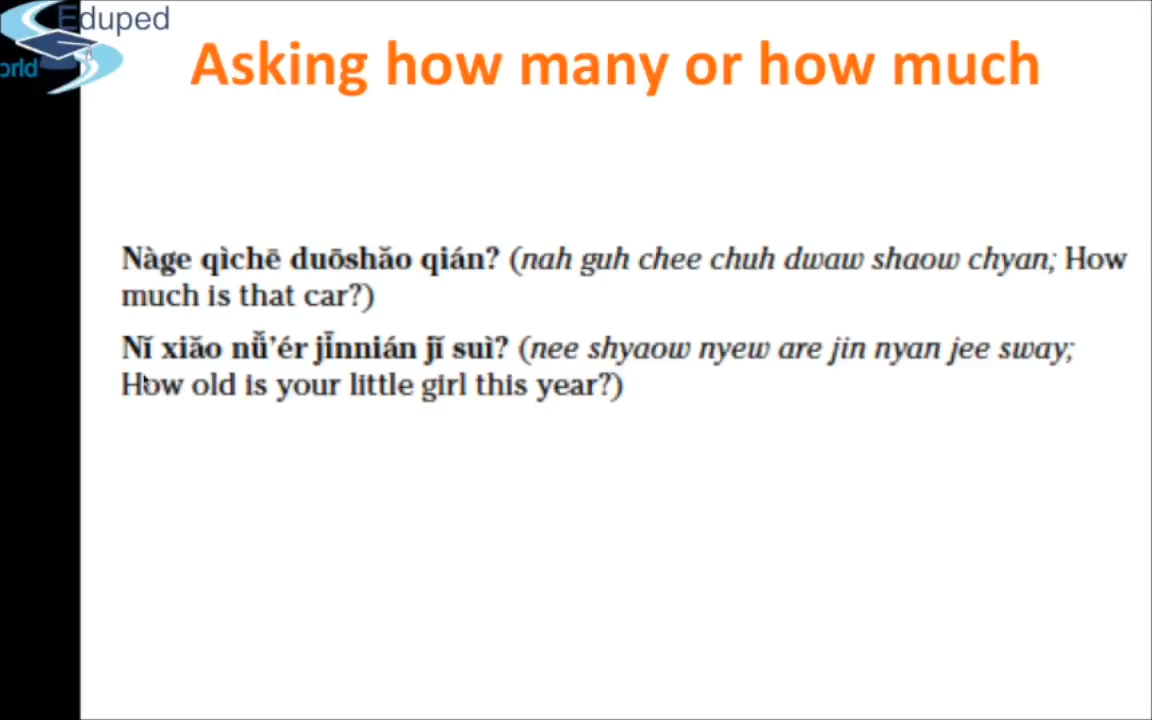 Eduped
orld
Asking how many or how much
Nàge qìchē duōshǎo qián? (nah guh chee chuh dwaw shaow chyan; How
much is that car?)
Nǐ xiǎo nǚ’ér jīnnián jǐ suì? (nee shyaow nyew are jin nyan jee sway;
How old is your little girl this year?)